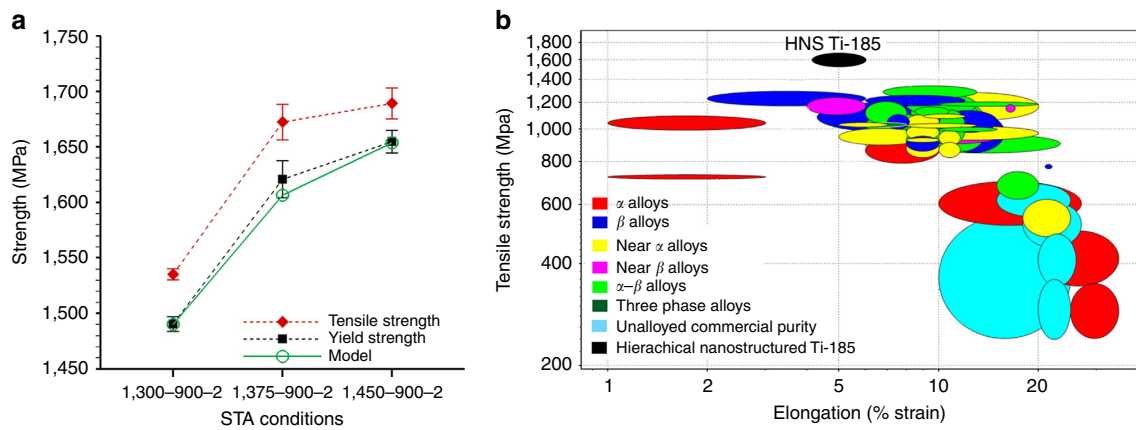 a
1,750
1,700
1,650
1,600
1,550
1,500
1,450
Strength (MPa)
Tensile strength
Yield strength
Model
1,300–900–2 1,375–900–2 1,450–900–2
STA conditions
b
1,800
1,600
1,400
1,200
1,000
800
600
400
200
Tensile strength (Mpa)
HNS Ti-185
α alloys
β alloys
Near α alloys
Near β alloys
α–β alloys
Three phase alloys
Unalloyed commercial purity
Hierachical nanostructured Ti-185
1 2 5 10 20
Elongation (% strain)